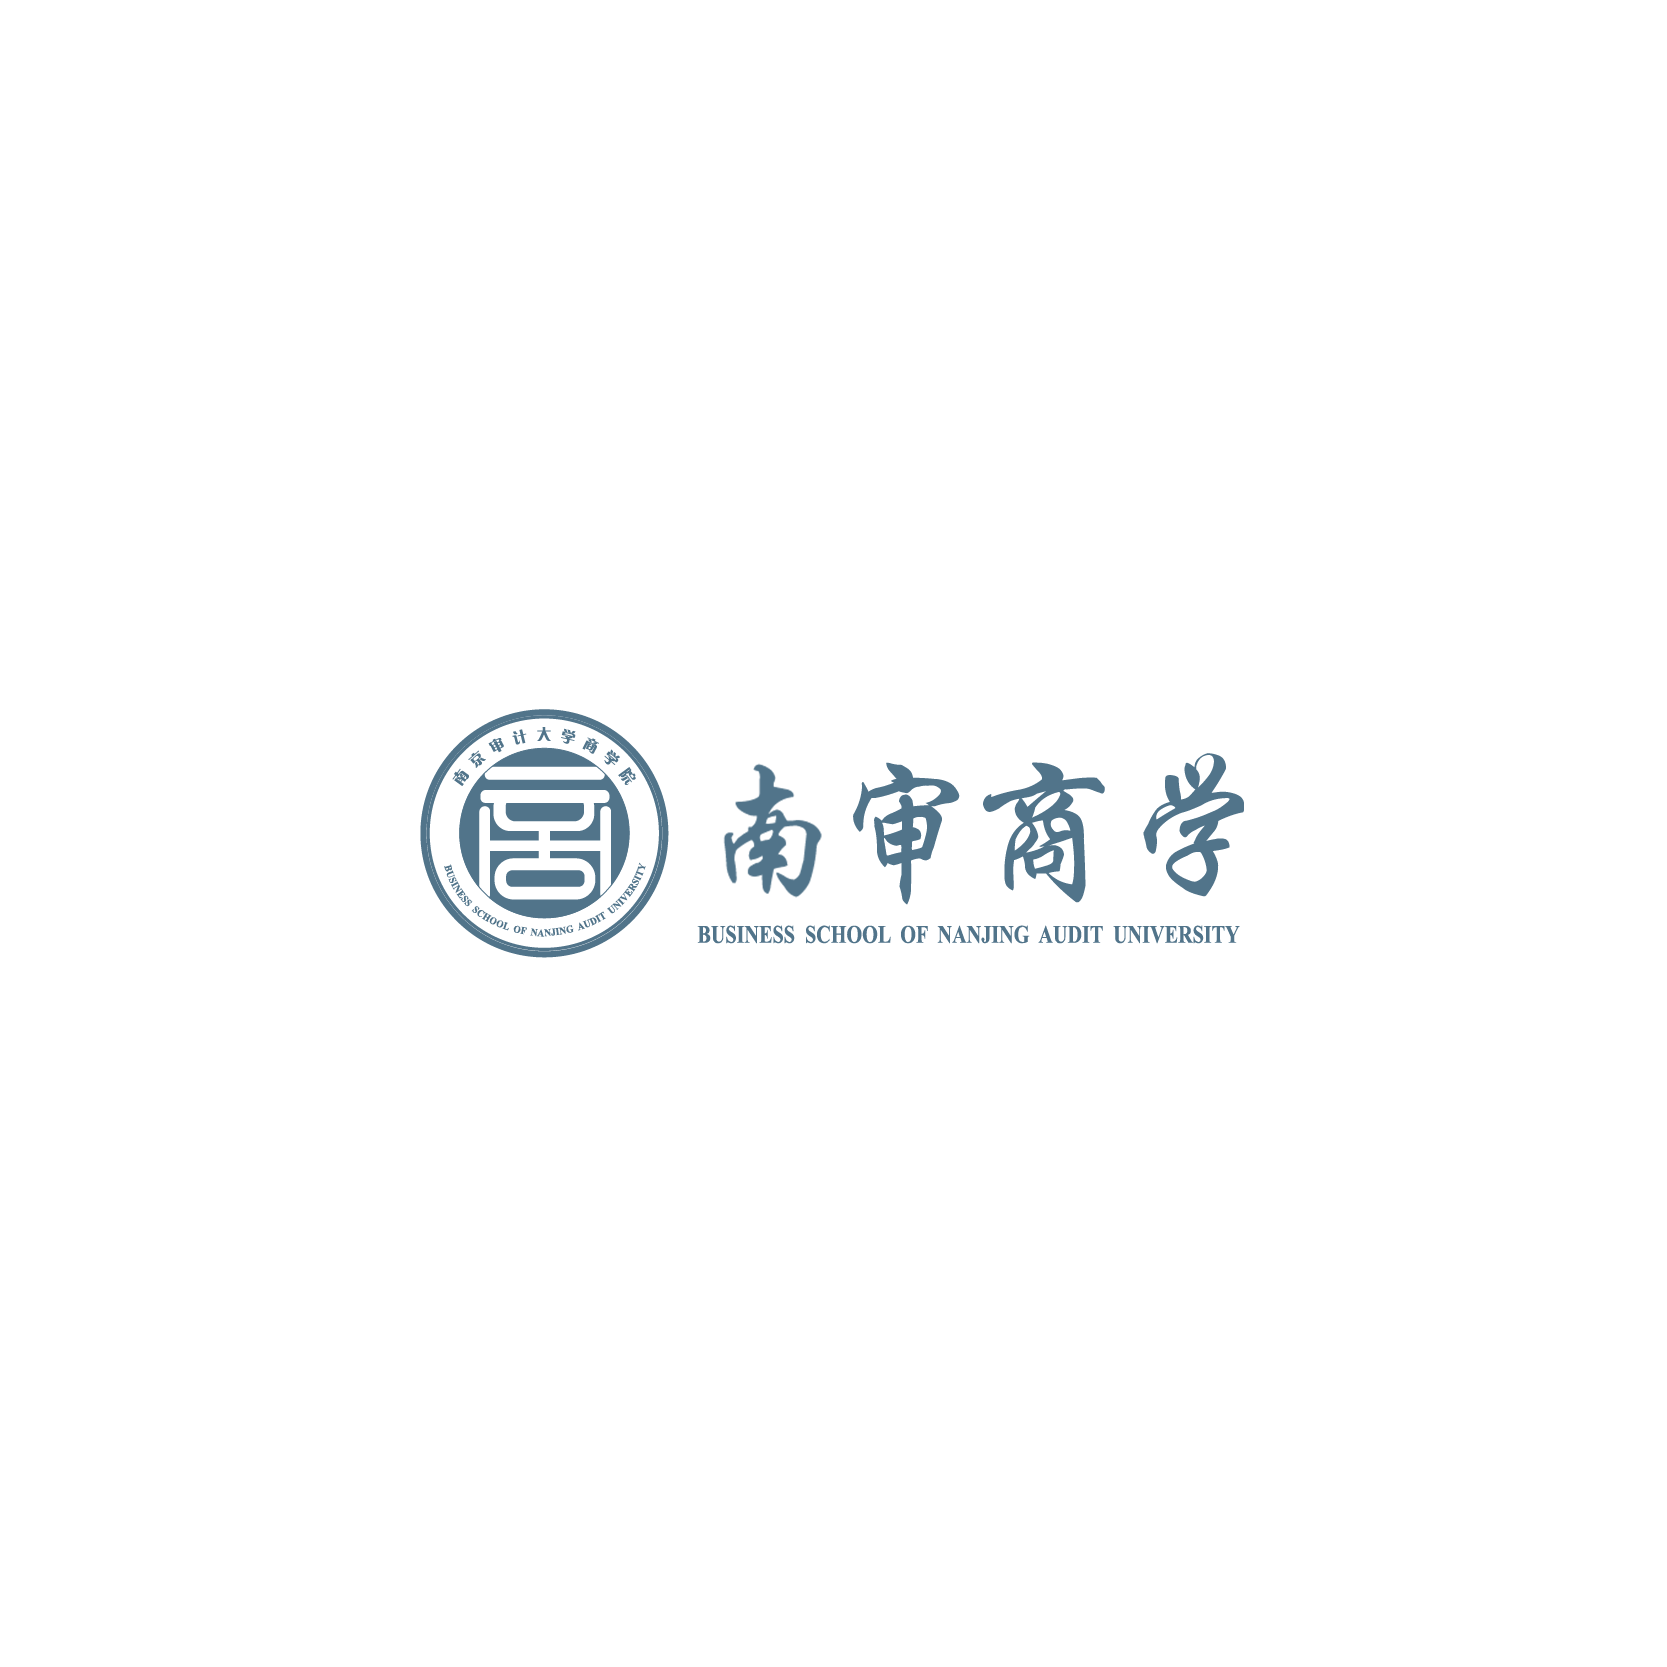 南京审计大学商学院
BUSINESS SCHOOL OF NANJING AUDIT UNIVERSITY
南审商学
BUSINESS SCHOOL OF NANJING AUDIT UNIVERSITY